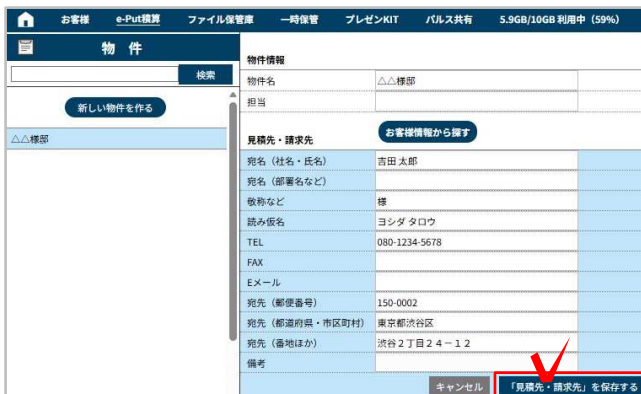 お客様 e-Put積算 ファイル保管庫 一時保管 プレゼンKIT パルス共有 5.9GB/10GB 利用中（59%）
物 件
検索
新しい物件を作る
△△様邸
物件情報
物件名 △△様邸
担当
見積先・請求先 お客様情報から探す
宛名（社名・氏名） 吉田 太郎
宛名（部署名など）
敬称など 様
読み仮名 ヨシダ タロウ
TEL 080-1234-5678
FAX
Eメール
宛先（郵便番号） 150-0002
宛先（都道府県・市区町村） 東京都渋谷区
宛先（番地ほか） 渋谷２丁目２４－１２
備考
キャンセル 「見積先・請求先」を保存する